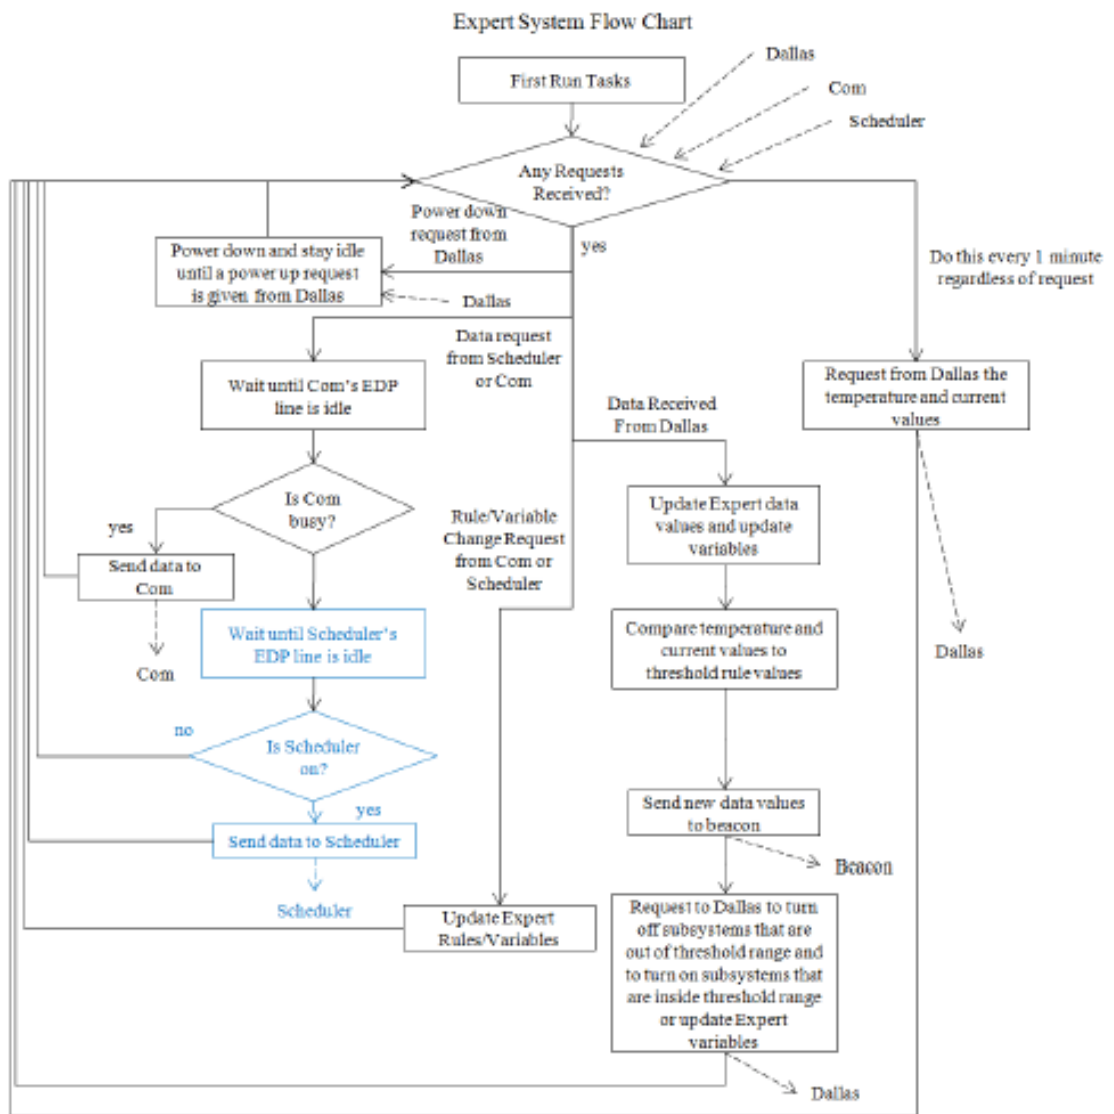 Expert System Flow Chart
Dallas
First Run Tasks
Com
Scheduler
Any Requests
Received?
Power down
request from
Dallas
yes
Power down and stay idle
until a power up request
is given from Dallas
Dallas
Do this every 1 minute
regardless of request
Data request
from Scheduler
or Com
Wait until Com's EDP
line is idle
Request from Dallas the
temperature and current
values
Data Received
From Dallas
Is Com
busy?
yes
Send data to
Com
Com
Rule/Variable
Change Request
from Com or
Scheduler
Update Expert data
values and update
variables
Wait until Scheduler's
EDP line is idle
Compare temperature and
current values to
threshold rule values
Dallas
no
Is Scheduler
on?
yes
Send data to Scheduler
Scheduler
Send new data values
to beacon
Beacon
Update Expert
Rules/Variables
Request to Dallas to turn
off subsystems that are
out of threshold range and
to turn on subsystems that
are inside threshold range
or update Expert
variables
Dallas